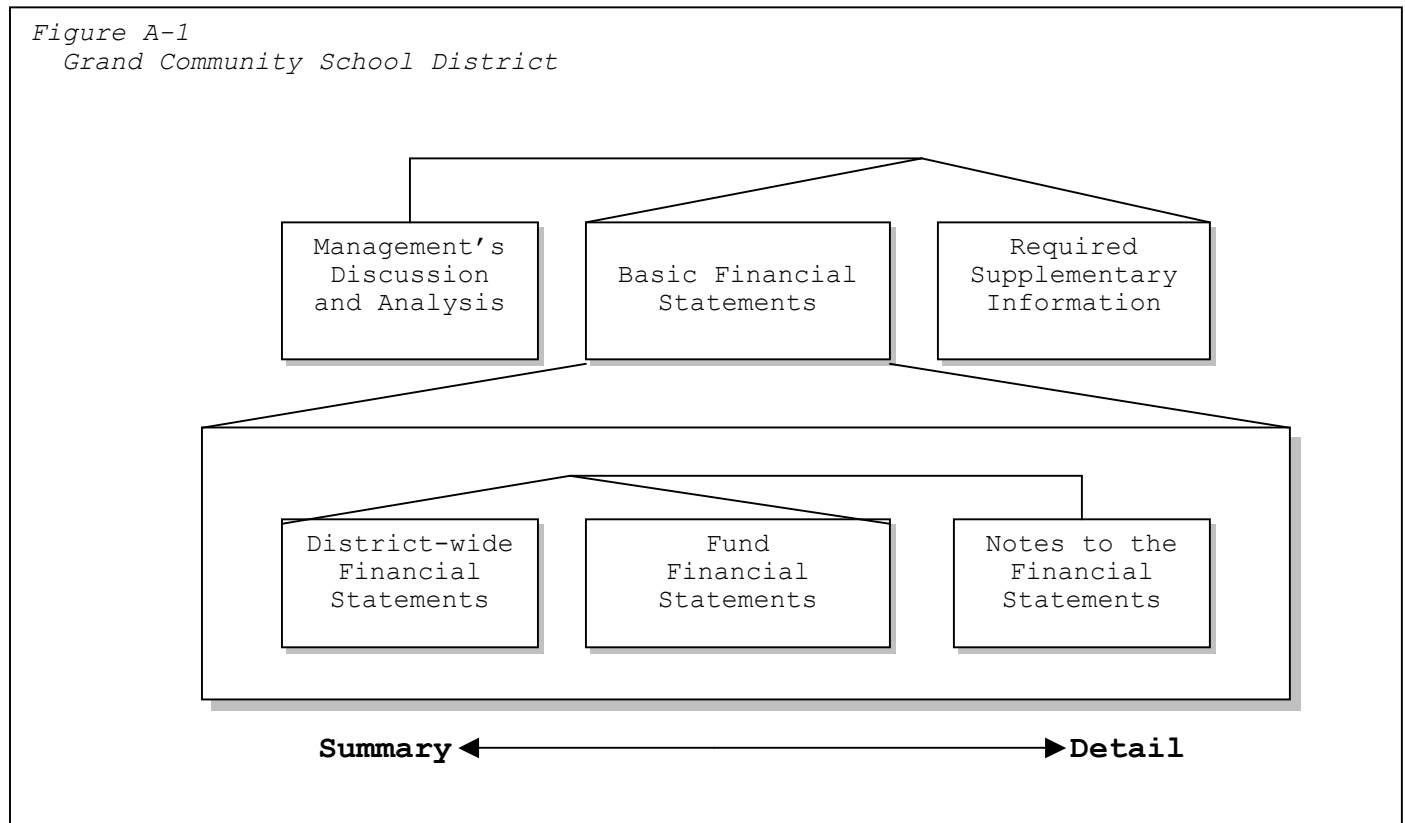 Figure A-1
Grand Community School District
Management’s
Discussion
and Analysis
Basic Financial
Statements
Required
Supplementary
Information
District-wide
Financial
Statements
Fund
Financial
Statements
Notes to the
Financial
Statements
Summary
Detail